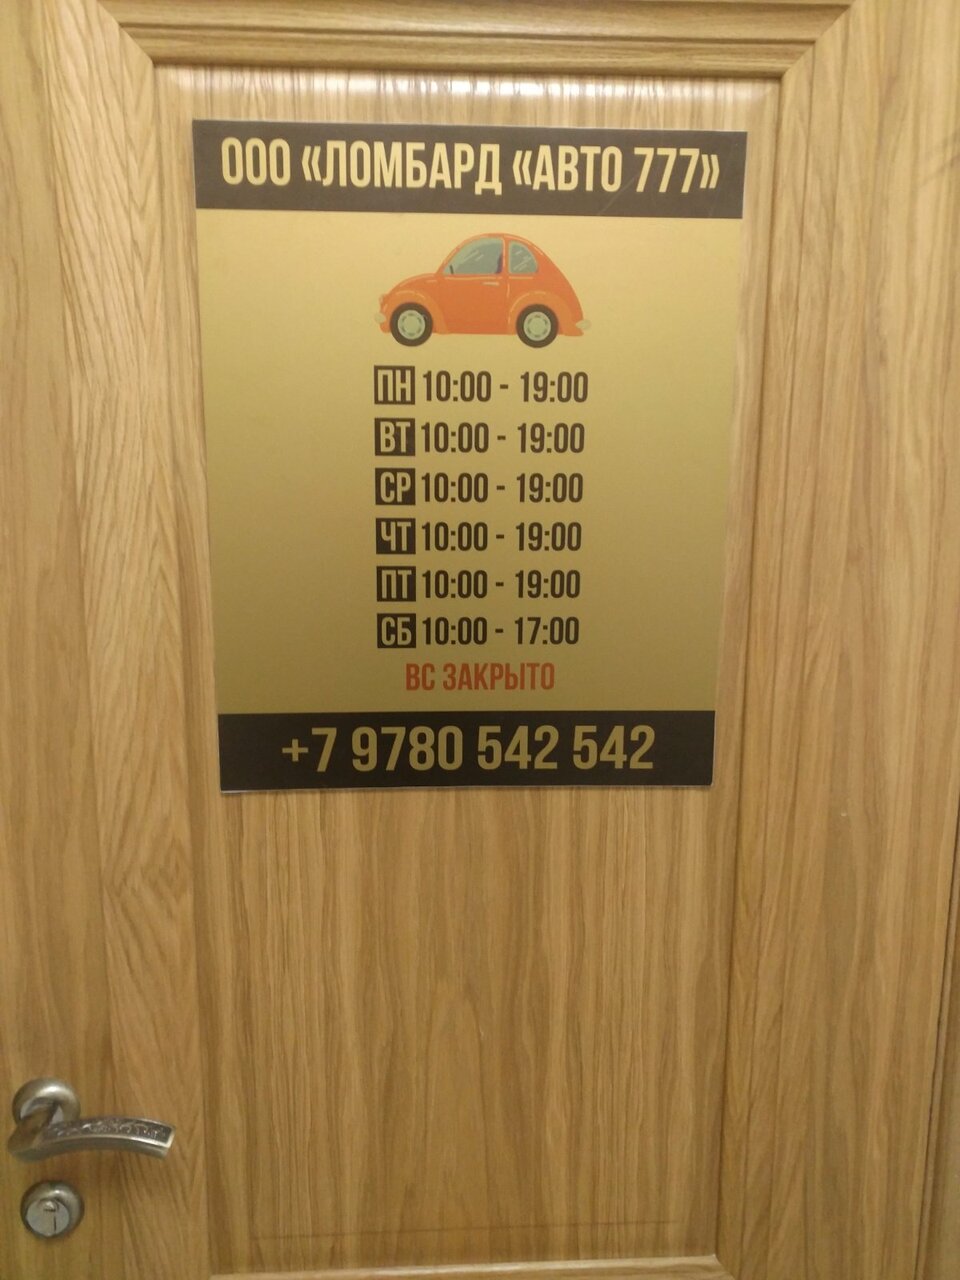 ООО «ЛОМБАРД «АВТО 777»
ПН 10:00 - 19:00
ВТ 10:00 - 19:00
СР 10:00 - 19:00
ЧТ 10:00 - 19:00
ПТ 10:00 - 19:00
СБ 10:00 - 17:00
ВС ЗАКРЫТО
+7 9780 542 542